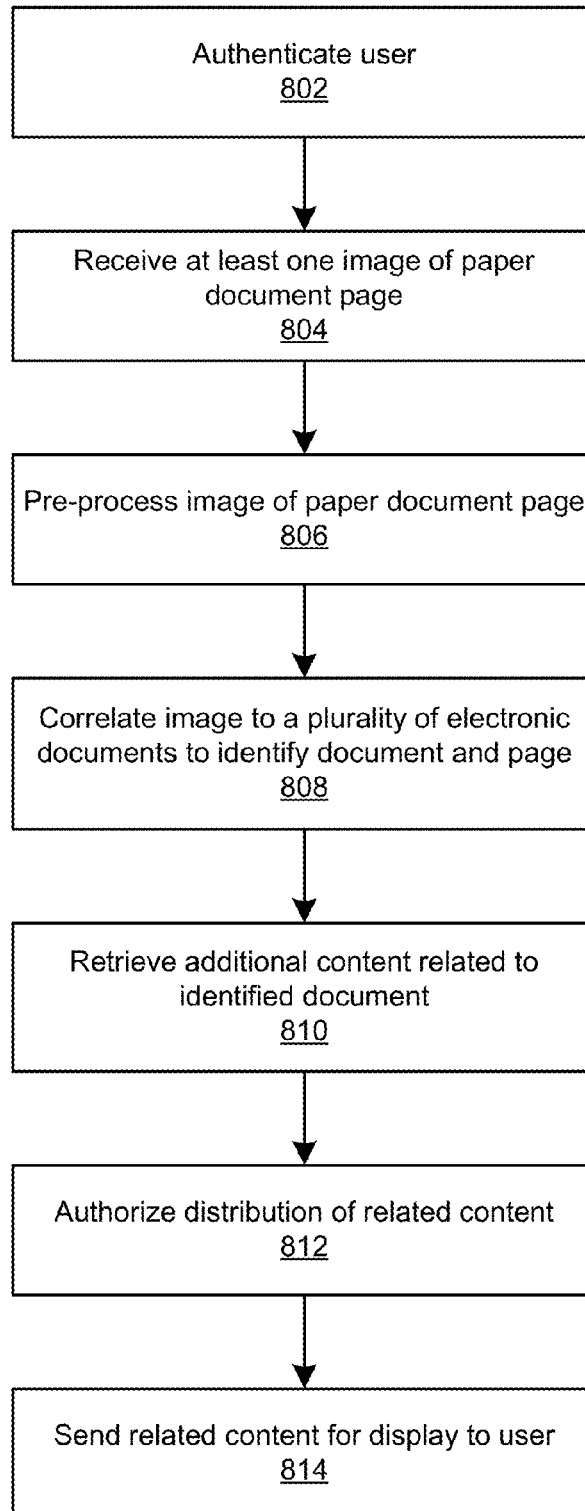 Authenticate user
802
Receive at least one image of paper
document page
804
Pre-process image of paper document page
806
Correlate image to a plurality of electronic
documents to identify document and page
808
Retrieve additional content related to
identified document
810
Authorize distribution of related content
812
Send related content for display to user
814